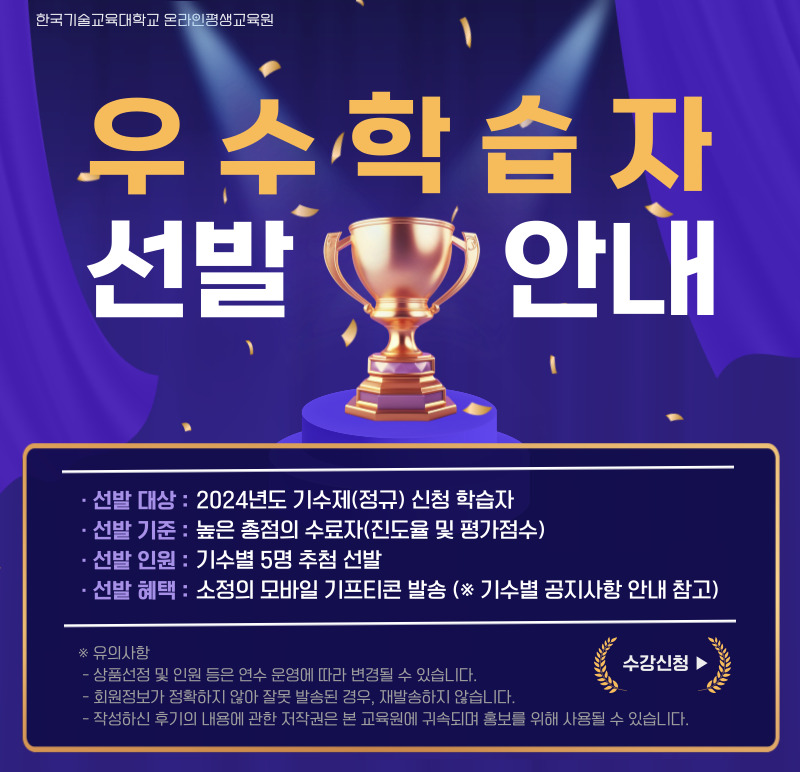 한국기술교육대학교 온라인평생교육원
우수학습자
선발 안내
· 선발 대상 : 2024년도 기수제(정규) 신청 학습자
· 선발 기준 : 높은 총점의 수료자(진도율 및 평가점수)
· 선발 인원 : 기수별 5명 추첨 선발
· 선발 혜택 : 소정의 모바일 기프티콘 발송 (※ 기수별 공지사항 안내 참고)
※ 유의사항
- 상품선정 및 인원 등은 연수 운영에 따라 변경될 수 있습니다.
- 회원정보가 정확하지 않아 잘못 발송된 경우, 재발송하지 않습니다.
- 작성하신 후기의 내용에 관한 저작권은 본 교육원에 귀속되며 홍보를 위해 사용될 수 있습니다.
수강신청 ▶